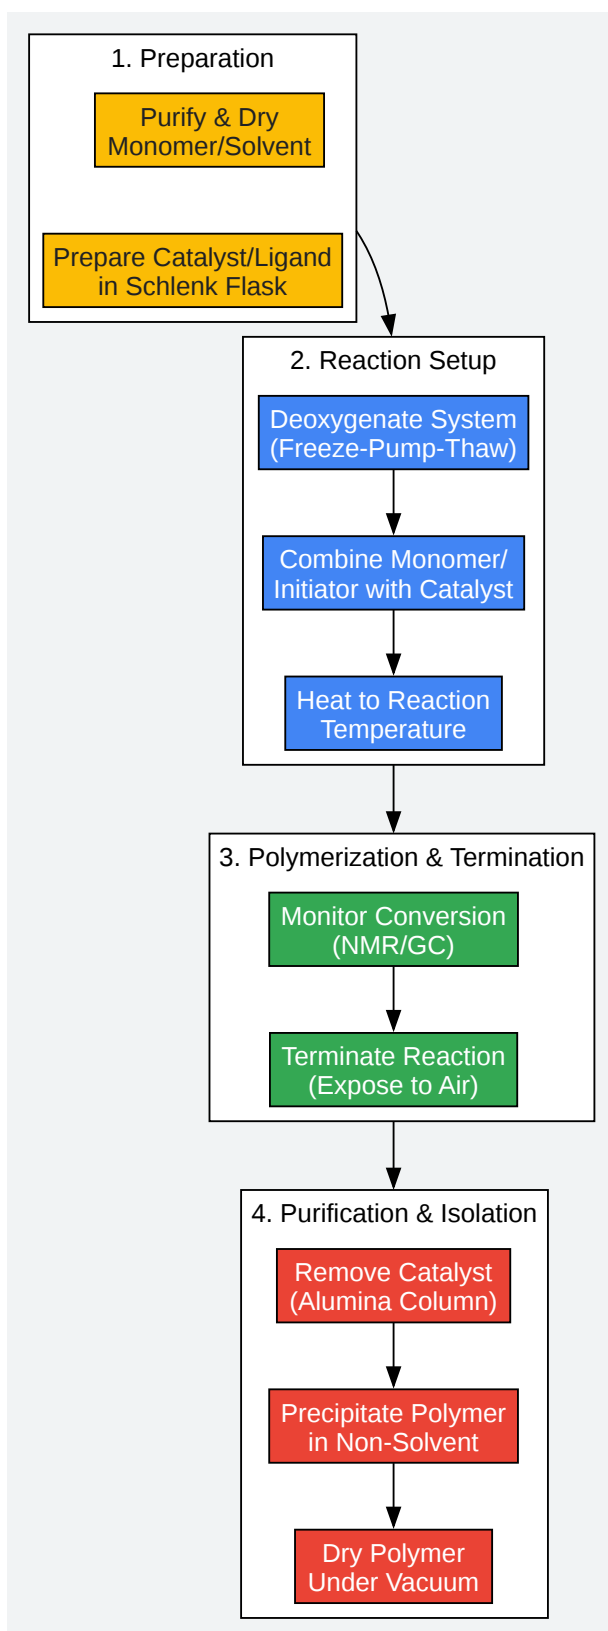 1. Preparation
Purify & Dry
Monomer/Solvent
Prepare Catalyst/Ligand
in Schlenk Flask
2. Reaction Setup
Deoxygenate System
(Freeze-Pump-Thaw)
Combine Monomer/
Initiator with Catalyst
Heat to Reaction
Temperature
3. Polymerization & Termination
Monitor Conversion
(NMR/GC)
Terminate Reaction
(Expose to Air)
4. Purification & Isolation
Remove Catalyst
(Alumina Column)
Precipitate Polymer
in Non-Solvent
Dry Polymer
Under Vacuum